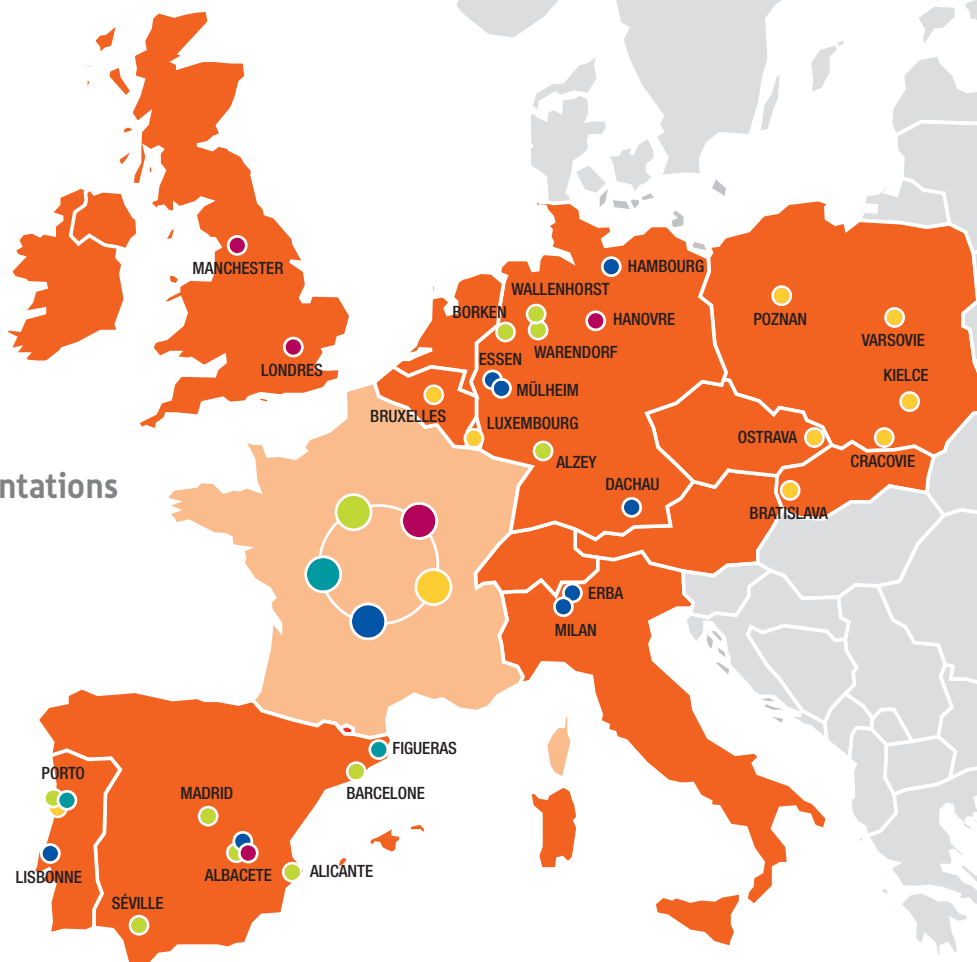 HAMBOURG
MANCHESTER
WALLENHORST
BORKEN
HANOVRE
POZNAN
VARSOVIE
WARENDORF
ESSEN
LONDRES
KIELCE
MÜLHEIM
BRUXELLES
LUXEMBOURG
OSTRAVA
ALZEY
CRACOVIE
DACHAU
ntations
BRATISLAVA
ERBA
MILAN
FIGUERAS
PORTO
MADRID
BARCELONE
LISBONNE
ALBACETE
ALICANTE
SÉVILLE